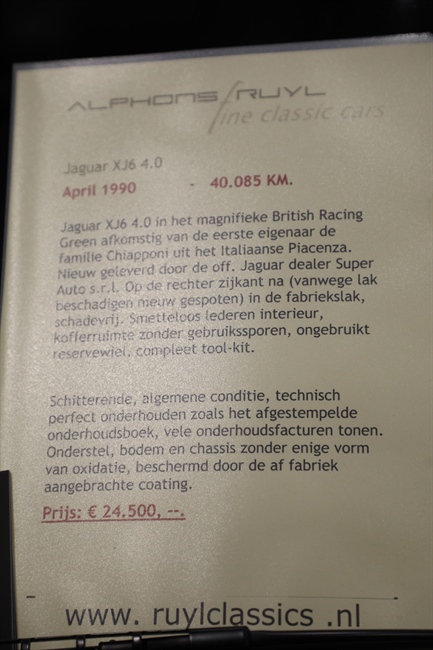 ALPHONS RUYL
fine classic cars
Jaguar XJ6 4.0
April 1990 - 40.085 KM.
Jaguar XJ6 4.0 in het magnifieke British Racing
Green afkomstig van de eerste eigenaar de
familie Chiapponi uit het Italiaanse Piacenza.
Nieuw geleverd door de off. Jaguar dealer Super
Auto s.r.l. Op de rechter zijkant na (vanwege lak
beschadigen nieuw gespoten) in de fabriekslak,
schadevrij. Smetteloos lederen interieur,
kofferruimte zonder gebruikssporen, ongebruikt
reservewiel, compleet tool-kit.
Schitterende, algemene conditie, technisch
perfect onderhouden zoals het afgestempelde
onderhoudsboek, vele onderhoudsfacturen tonen.
Onderstel, bodem en chassis zonder enige vorm
van oxidatie, beschermd door de af fabriek
aangebrachte coating.
Prijs: € 24.500, --.
www. ruylclassics .nl